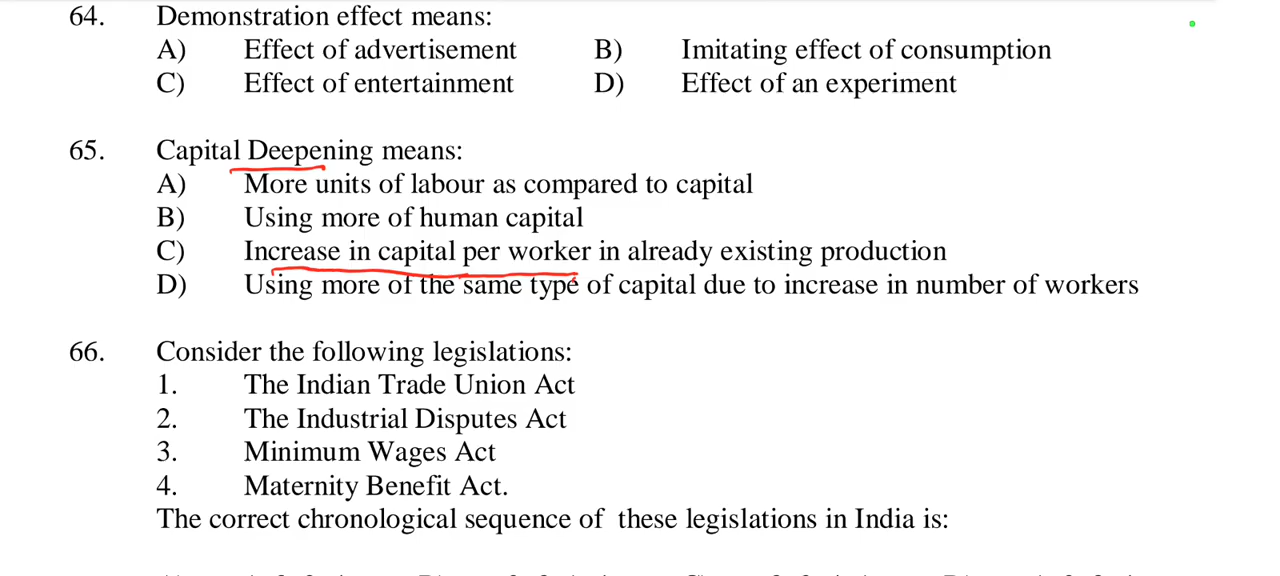 64. Demonstration effect means:
A) Effect of advertisement B) Imitating effect of consumption
C) Effect of entertainment D) Effect of an experiment
65. Capital Deepening means:
A) More units of labour as compared to capital
B) Using more of human capital
C) Increase in capital per worker in already existing production
D) Using more of the same type of capital due to increase in number of workers
66. Consider the following legislations:
1. The Indian Trade Union Act
2. The Industrial Disputes Act
3. Minimum Wages Act
4. Maternity Benefit Act.
The correct chronological sequence of these legislations in India is: